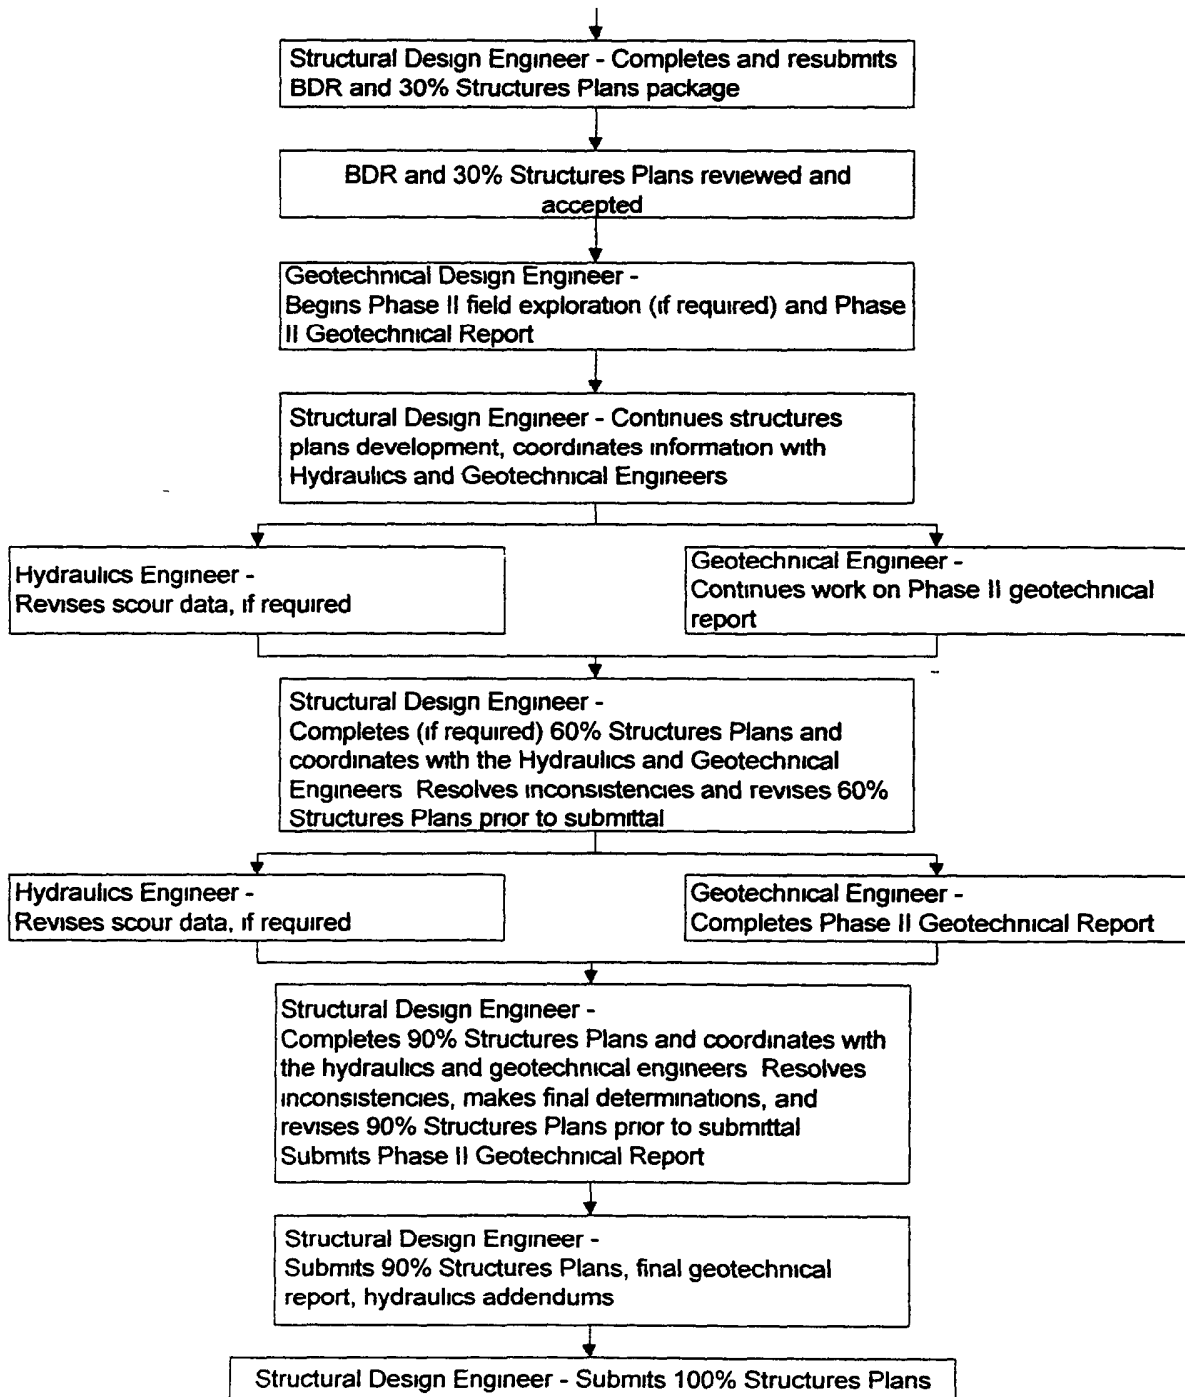 Structural Design Engineer - Completes and resubmits
BDR and 30% Structures Plans package
BDR and 30% Structures Plans reviewed and
accepted
Geotechnical Design Engineer -
Begins Phase II field exploration (if required) and Phase
II Geotechnical Report
Structural Design Engineer - Continues structures
plans development, coordinates information with
Hydraulics and Geotechnical Engineers
Hydraulics Engineer -
Revises scour data, if required
Geotechnical Engineer -
Continues work on Phase II geotechnical
report
Structural Design Engineer -
Completes (if required) 60% Structures Plans and
coordinates with the Hydraulics and Geotechnical
Engineers Resolves inconsistencies and revises 60%
Structures Plans prior to submittal
Hydraulics Engineer -
Revises scour data, if required
Geotechnical Engineer -
Completes Phase II Geotechnical Report
Structural Design Engineer -
Completes 90% Structures Plans and coordinates with
the hydraulics and geotechnical engineers Resolves
inconsistencies, makes final determinations, and
revises 90% Structures Plans prior to submittal
Submits Phase II Geotechnical Report
Structural Design Engineer -
Submits 90% Structures Plans, final geotechnical
report, hydraulics addendums
Structural Design Engineer - Submits 100% Structures Plans